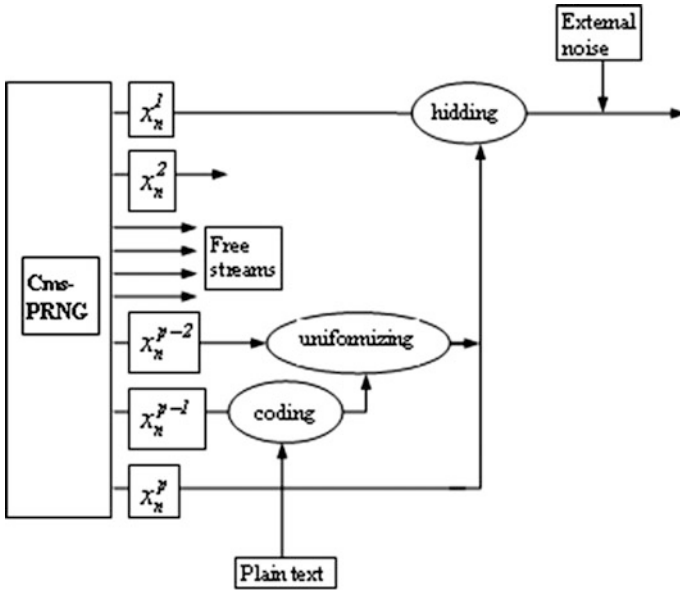 External
noise
X_n^1
hidding
X_n^2
Free
streams
Cms-
PRNG
X_n^{p-2}
uniformizing
X_n^{p-1}
coding
X_n^p
Plain text